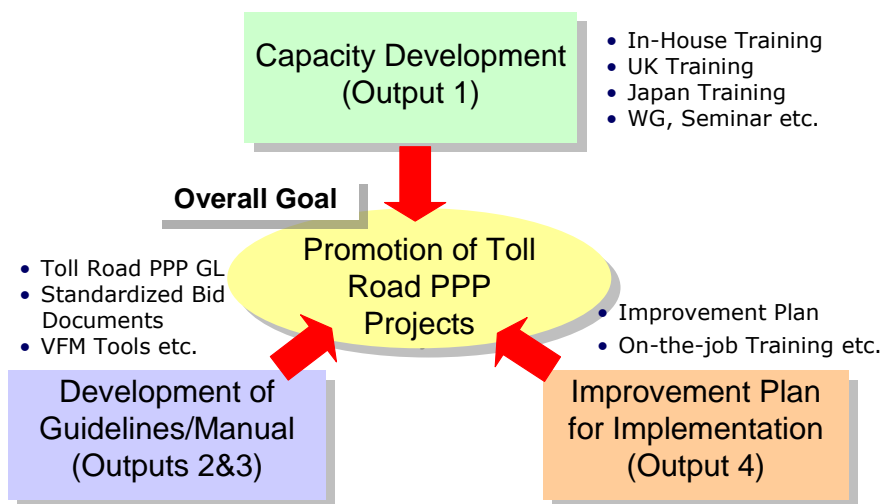 Capacity Development
(Output 1)
• In-House Training
• UK Training
• Japan Training
• WG, Seminar etc.
Overall Goal
Promotion of Toll
Road PPP
Projects
• Toll Road PPP GL
• Standardized Bid
Documents
• VFM Tools etc.
• Improvement Plan
• On-the-job Training etc.
Development of
Guidelines/Manual
(Outputs 2&3)
Improvement Plan
for Implementation
(Output 4)